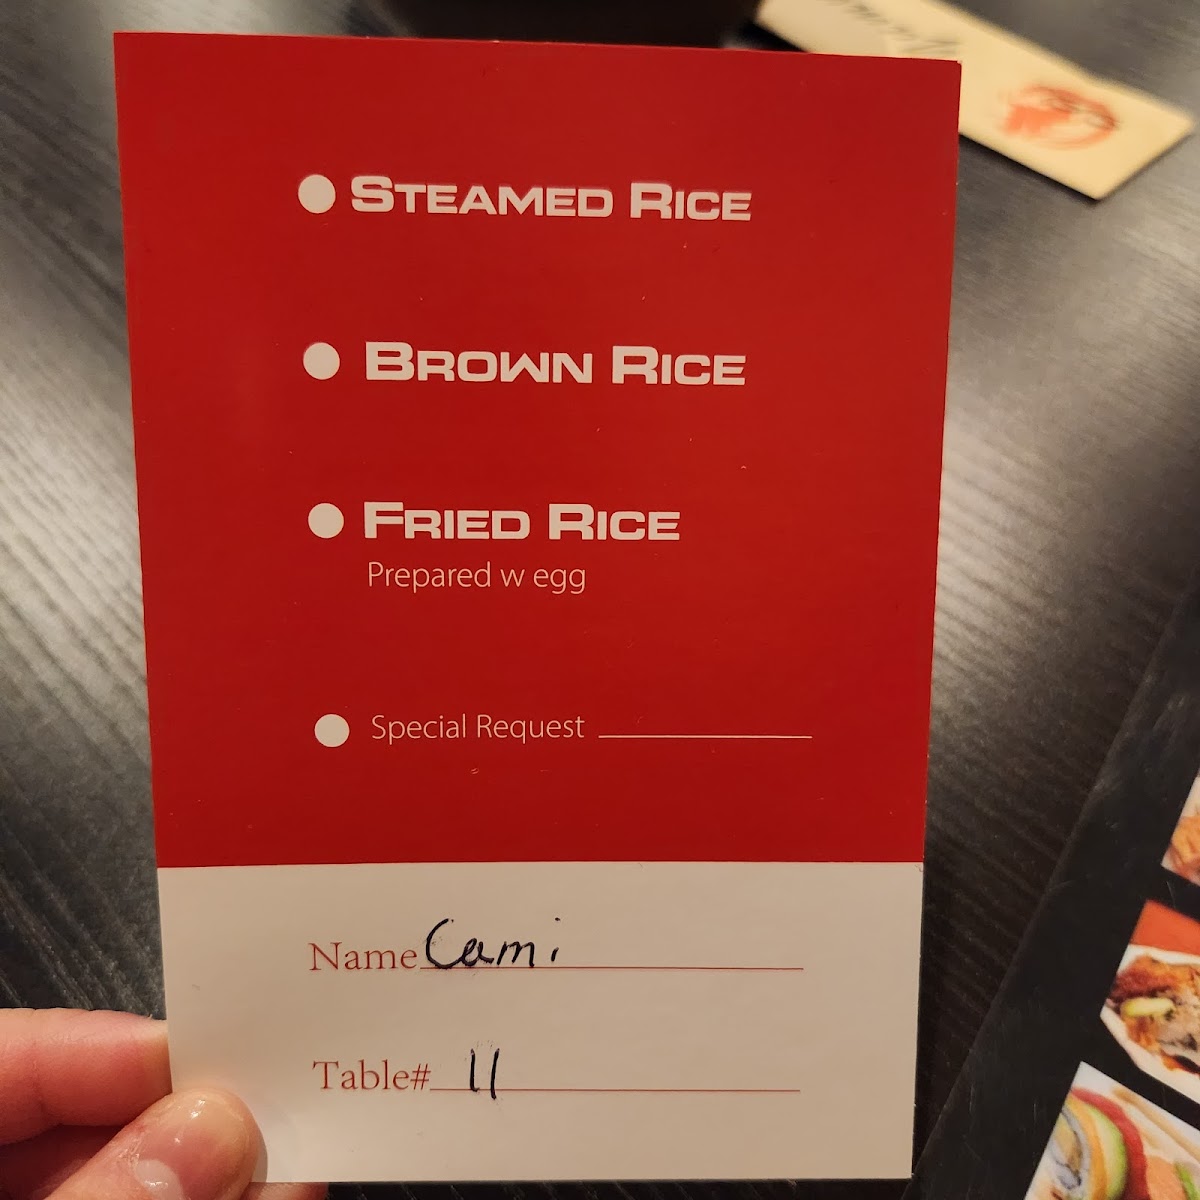 STEAMED RICE
BROWN RICE
FRIED RICE
Prepared w egg
Special Request
Name Cami
Table# 11